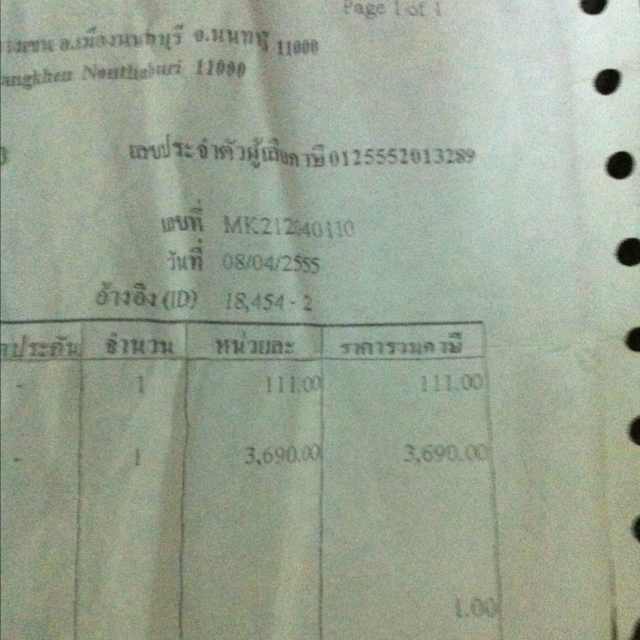 Page 1 of 1
อ.เมืองนนทบุรี จ.นนทบุรี 11000
Nonthaburi 11000
เลขประจำตัวผู้เสียภาษี 0125552013289
เลขที่
วันที่ 08/04/2555
อ้างอิง (ID) 18,454 - 2
ประกัน จำนวน หน่วยละ ราคารวมภาษี
- 1 111.00 111.00
- 1 3,690.00 3,690.00
1.00